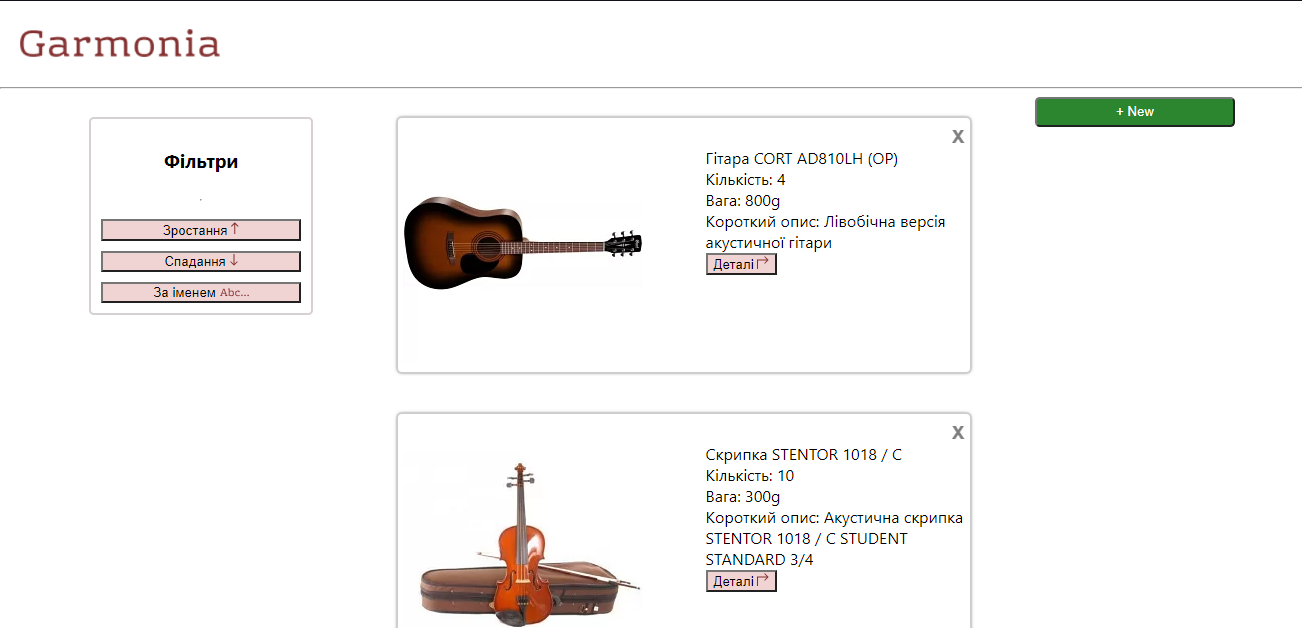 Garmonia
+ New
Фільтри
.
Зростання ↑
Спадання ↓
За іменем Abc...
X
Гітара CORT AD810LH (OP)
Кількість: 4
Вага: 800g
Короткий опис: Лівобічна версія
акустичної гітари
Деталі
X
Скрипка STENTOR 1018 / C
Кількість: 10
Вага: 300g
Короткий опис: Акустична скрипка
STENTOR 1018 / C STUDENT
STANDARD 3/4
Деталі